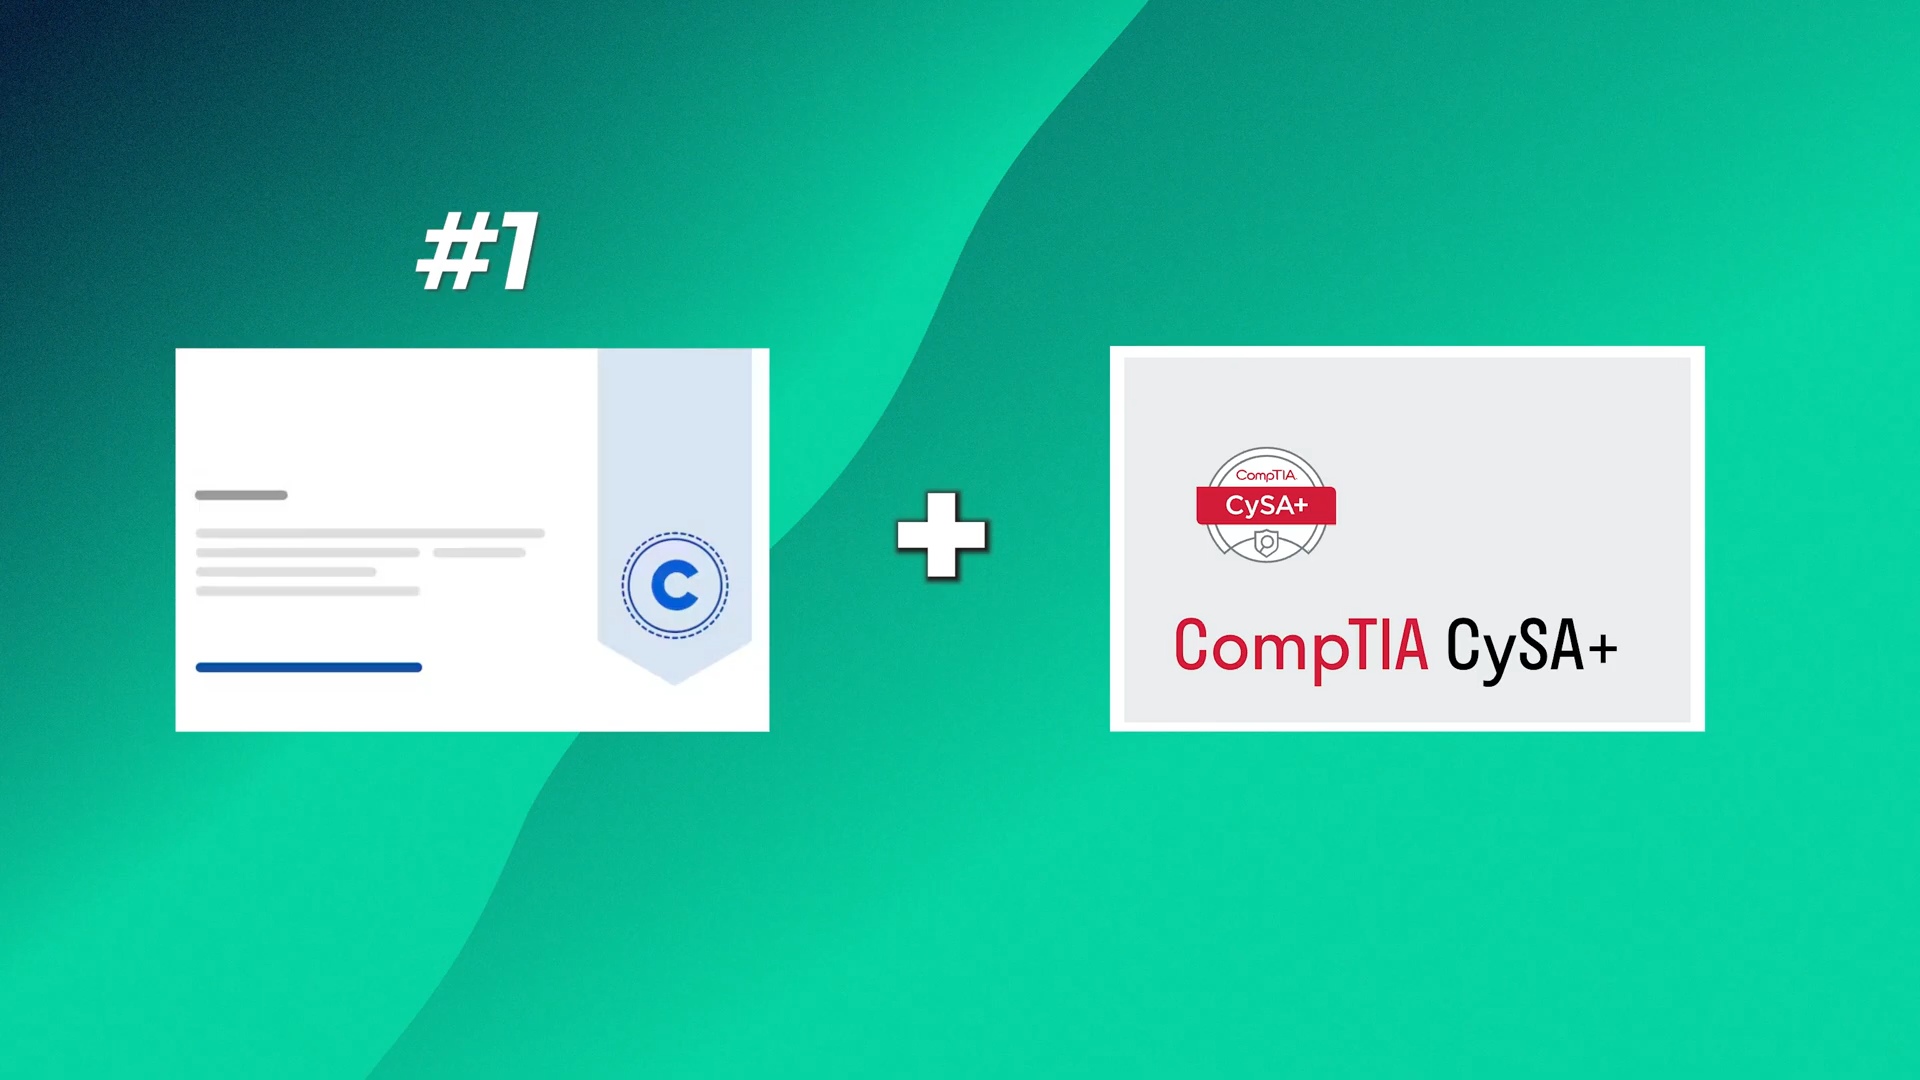 #1
C
+
CompTIA
CySA+
CompTIA CySA+